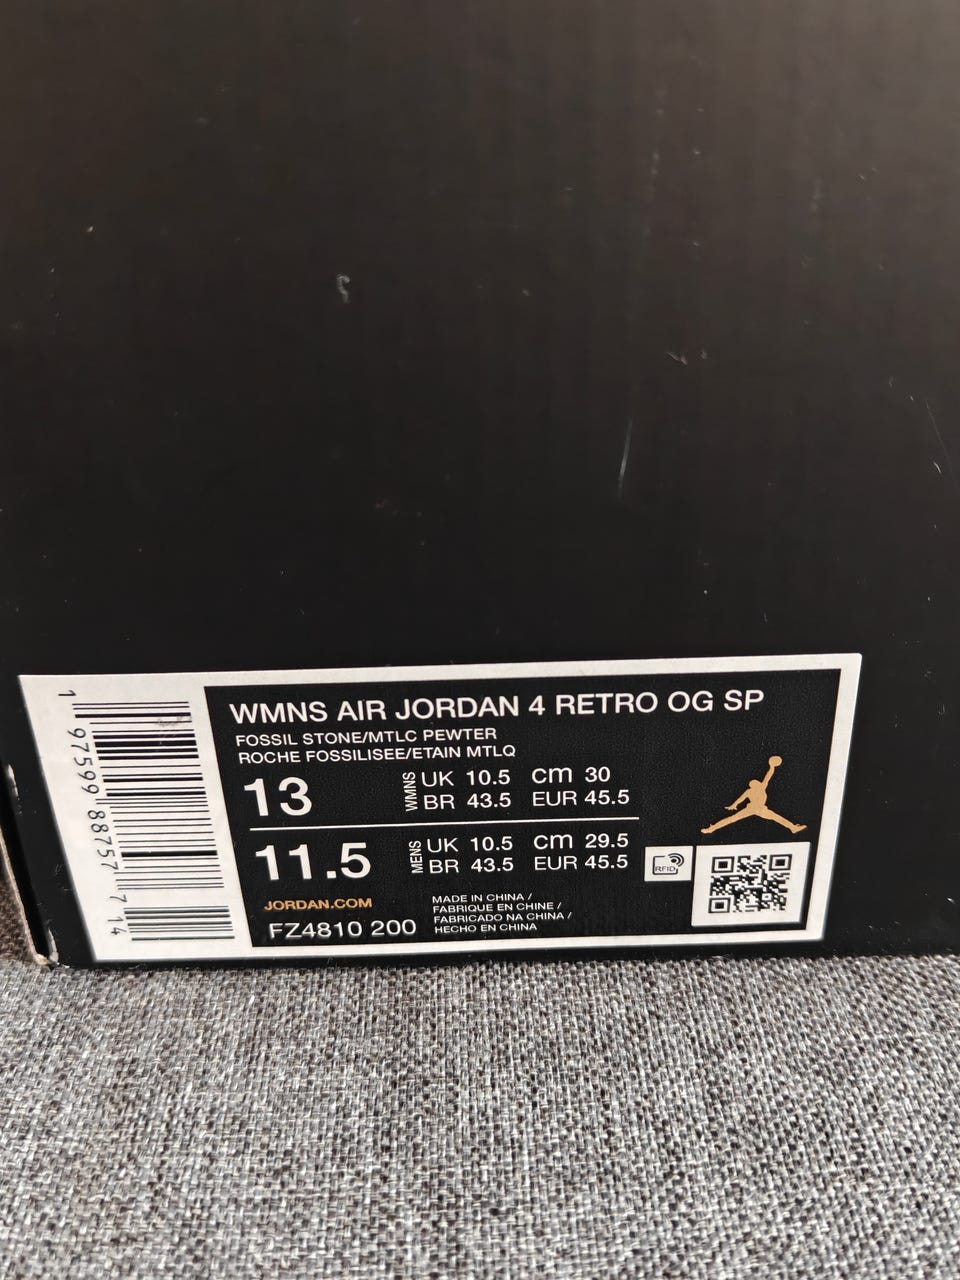 1 97599 88757 7 14
WMNS AIR JORDAN 4 RETRO OG SP
FOSSIL STONE/MTLC PEWTER
ROCHE FOSSILISEE/ETAIN MTLQ
13 WMNS UK 10.5 cm 30
BR 43.5 EUR 45.5
11.5 MENS UK 10.5 cm 29.5
BR 43.5 EUR 45.5
RFID
JORDAN.COM
FZ4810 200
MADE IN CHINA /
FABRIQUE EN CHINE /
FABRICADO NA CHINA /
HECHO EN CHINA